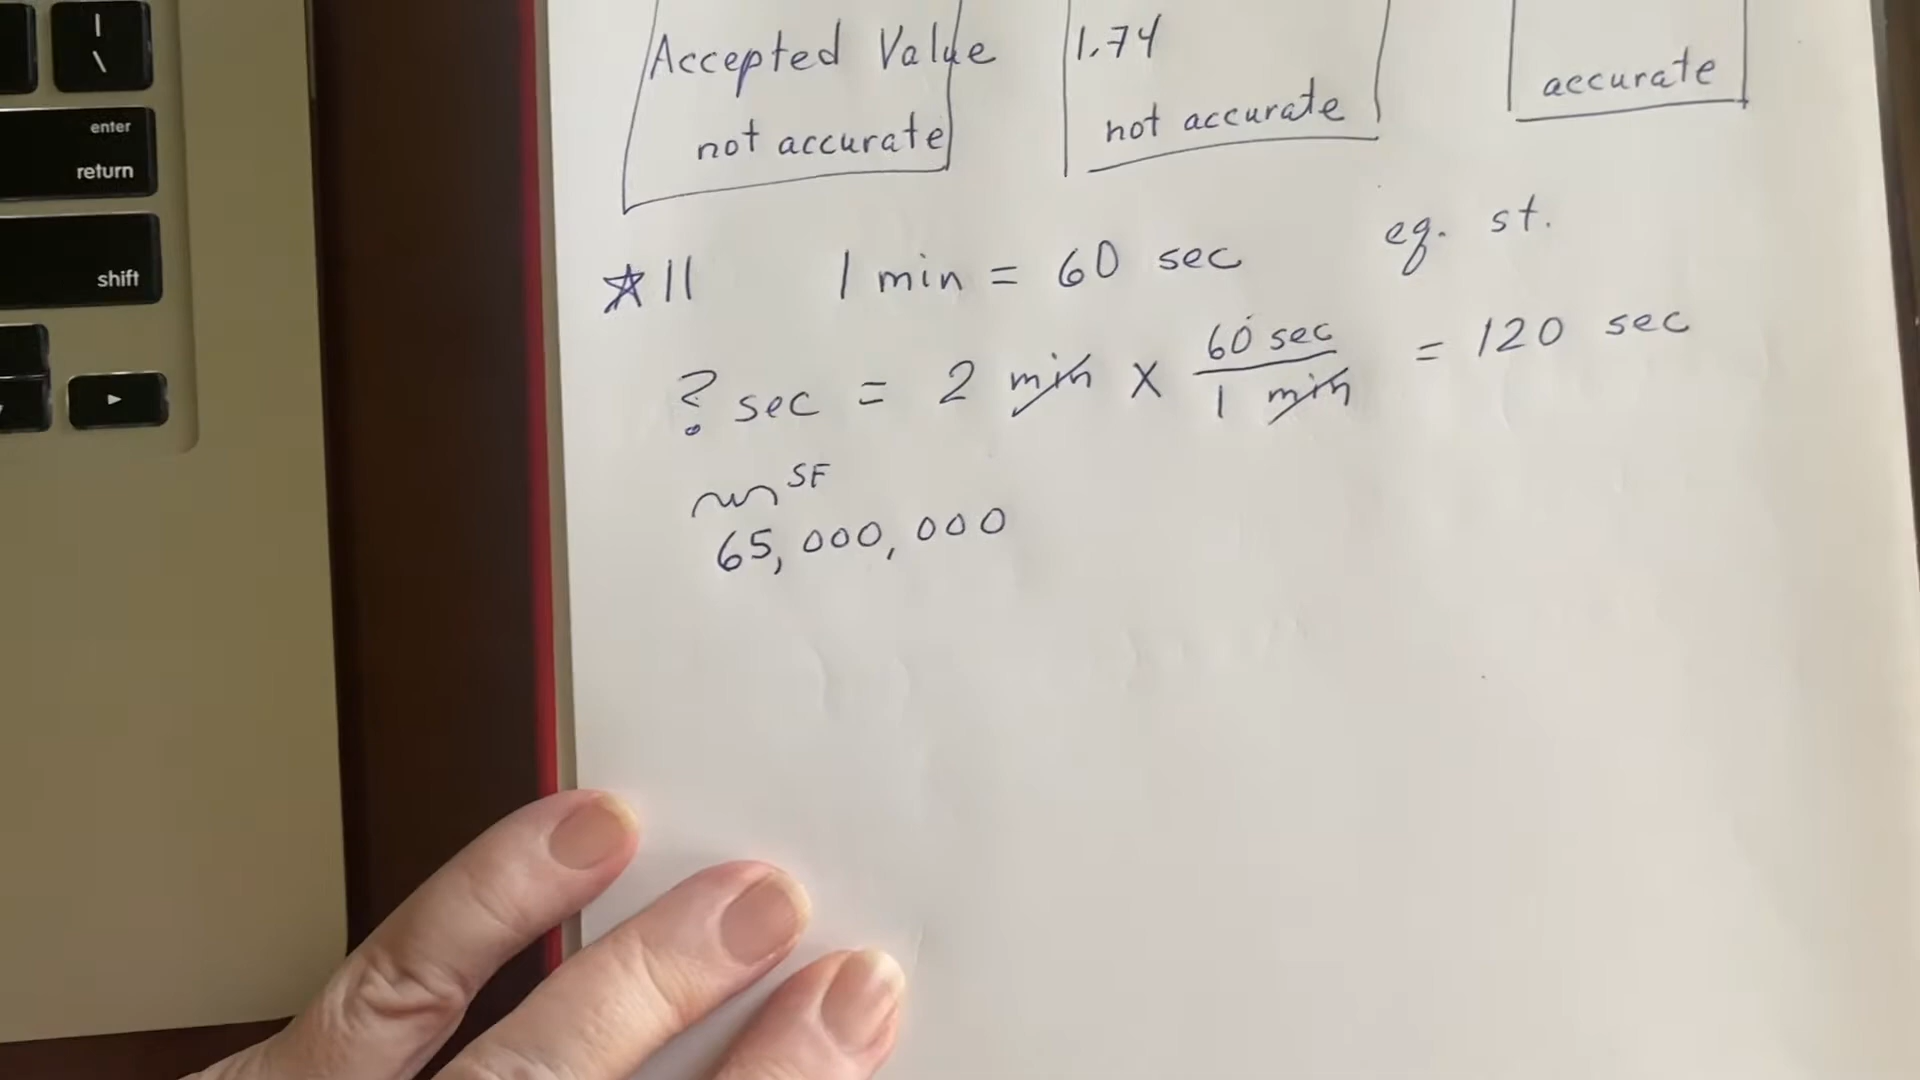 |
\
enter
return
shift
Accepted Value
not accurate
1.74
not accurate
accurate
☆11 1 min = 60 sec eq. st.
? sec = 2 min × 60 sec / 1 min = 120 sec
SF
65,000,000